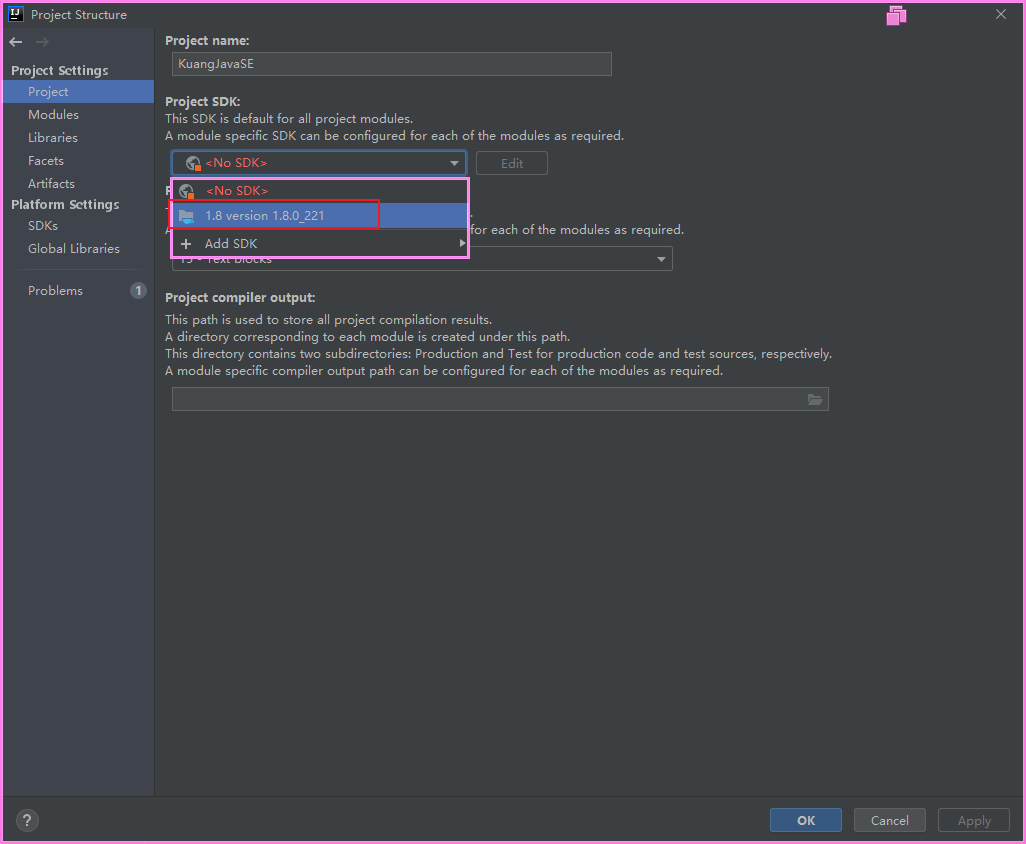 IJ Project Structure
Project Settings
Project
Modules
Libraries
Facets
Artifacts
Platform Settings
SDKs
Global Libraries
Problems 1
Project name:
KuangJavaSE
Project SDK:
This SDK is default for all project modules.
A module specific SDK can be configured for each of the modules as required.
<No SDK> Edit
<No SDK>
1.8 version 1.8.0_221
for each of the modules as required.
+ Add SDK
Text blocks
Project compiler output:
This path is used to store all project compilation results.
A directory corresponding to each module is created under this path.
This directory contains two subdirectories: Production and Test for production code and test sources, respectively.
A module specific compiler output path can be configured for each of the modules as required.
? OK Cancel Apply